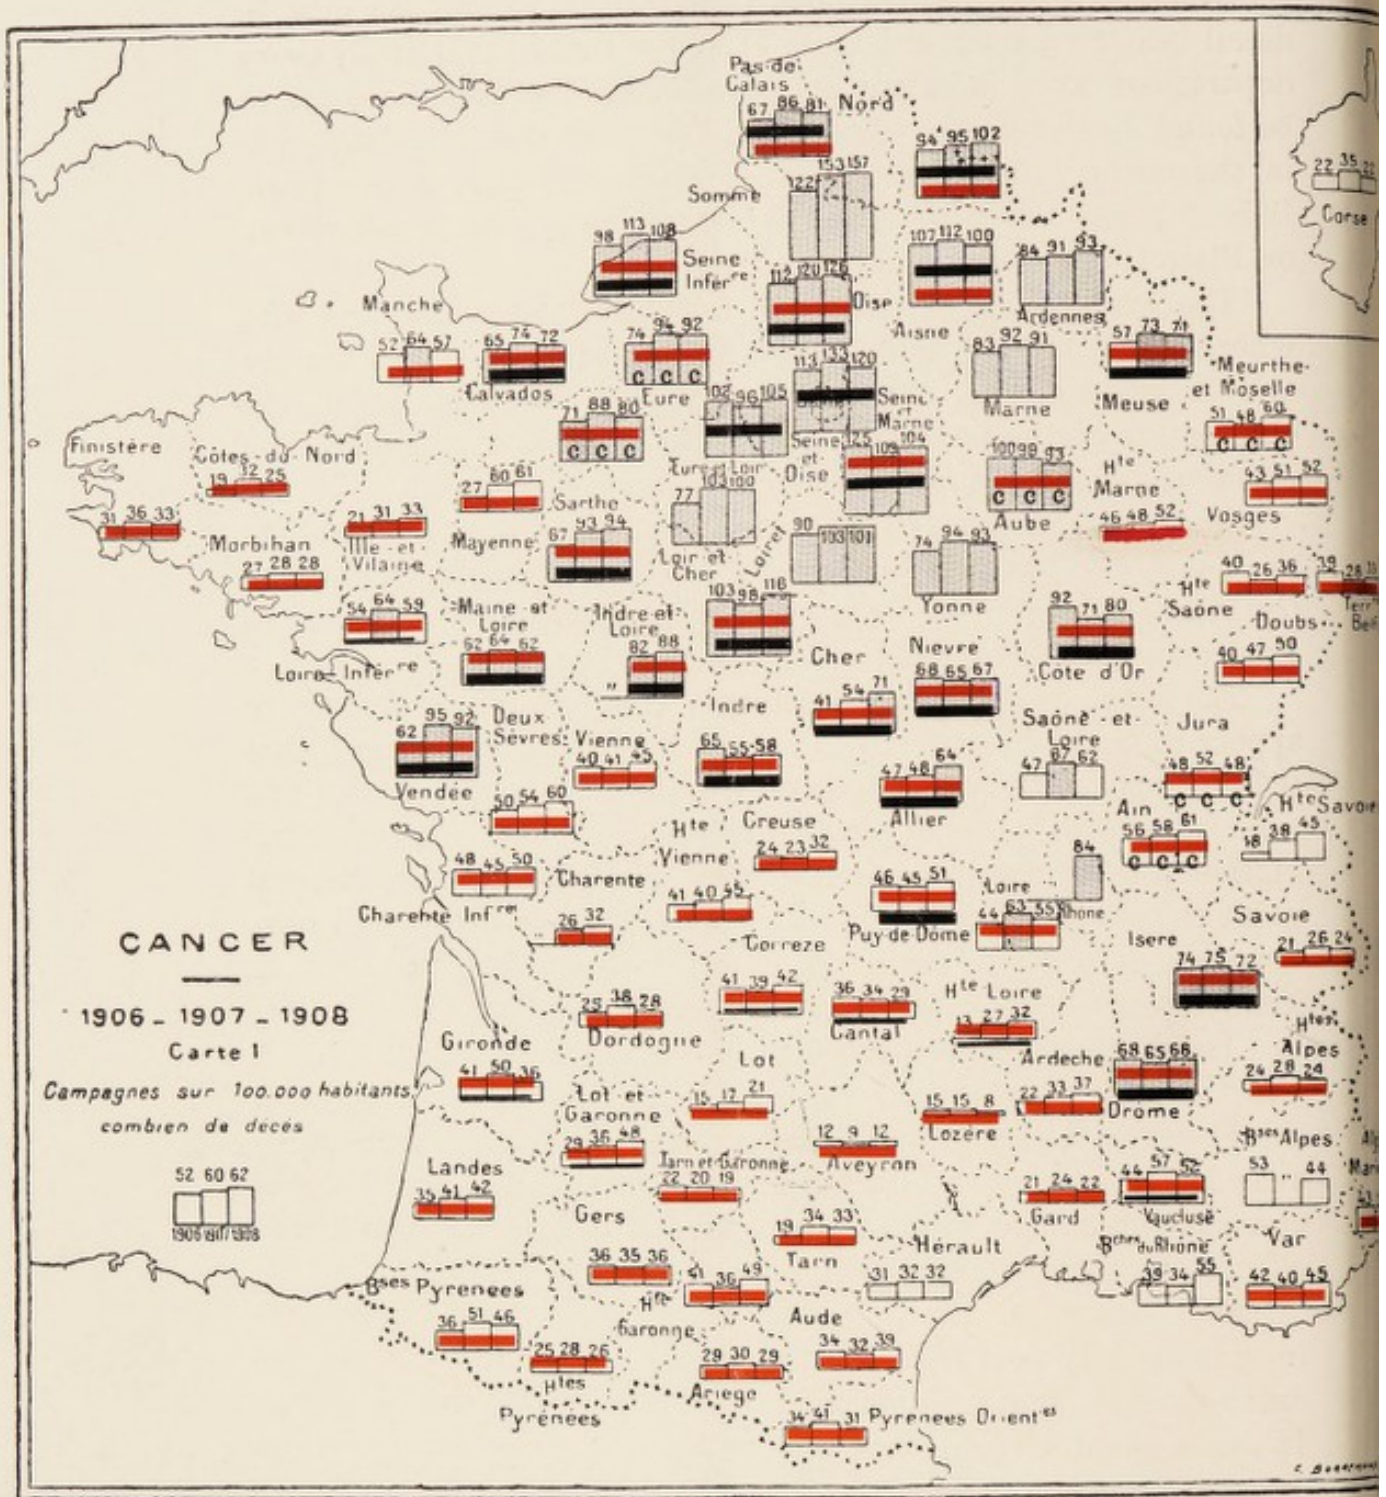 Pas-de
Calais
67 86 81
Nord
94 95 102
Somme
122 153 157
22 35 22
Corse
98 113 108
Seine
Infére
107 112 100
84 91 93
Ardennes
112 120 126
Oise
Aisne
Manche
52 64 57
65 74 72
Calvados
74 94 92
C C C
Eure
83 92 91
Marne
57 73 71
Meuse
Meurthe-
et Moselle
51 48 60
C C C
113 133 120
Seine
et
Marne
102 96 105
Seine
et
Oise
71 88 80
C C C
Eure et Loir
125 109 104
100 99 93
C C C
Aube
Hte
Marne
46 48 52
43 51 52
Vosges
Finistère
31 36 33
Côtes-du-Nord
19 32 25
27 60 61
Mayenne
Sarthe
67 93 94
77 103 100
Loir et
Cher
Loiret
90 103 101
74 94 93
Yonne
21 31 33
Ille-et-
Vilaine
Morbihan
27 28 28
40 26 36
Hte
Saône
39 28
Doubs
40 47 50
54 64 59
Loire-Inférre
Maine et
Loire
62 64 62
Indre-et-
Loire
" 82 88
103 98 116
Cher
41 54 71
Nièvre
68 65 67
92 71 80
Côte d'Or
Deux
Sèvres
62 95 92
Vendée
Vienne
40 41 45
Indre
65 55 58
Saône-et-
Loire
47 67 62
Jura
48 52 48
C C C
47 48 64
Allier
50 54 60
Ain
56 58 61
C C C
Hte Savoie
18 38 45
Hte
Vienne
41 40 45
Creuse
24 23 32
48 45 50
Charente Infre
Charente
26 32
46 45 51
Puy-de-Dôme
Loire
44 63 55
84
Rhône
Savoie
21 26 24
Isère
74 75 72
Corrèze
41 39 42
36 34 29
Cantal
Hte Loire
13 27 32
25 38 28
Dordogne
Gironde
41 50 36
Lot
15 17 21
Ardèche
22 33 37
68 65 68
Drome
Htes
Alpes
24 28 24
Lot et
Garonne
29 36 48
15 15 8
Lozère
12 9 12
Aveyron
Landes
35 41 42
Tarn et Garonne
22 20 19
21 24 22
Gard
44 57 52
Vaucluse
Bses Alpes
53 " 44
Gers
36 35 36
19 34 33
Tarn
Hérault
31 32 32
Bches du Rhône
39 34 55
Var
42 40 45
Bses Pyrénées
36 51 46
Hte
Garonne
41 36 49
Aude
34 32 39
25 28 26
Htes
Pyrénées
29 30 29
Ariège
34 41 31
Pyrénées Orientes
CANCER
1906 - 1907 - 1908
Carte I
Campagnes sur 100.000 habitants
combien de décès
52 60 62
1906 1907 1908